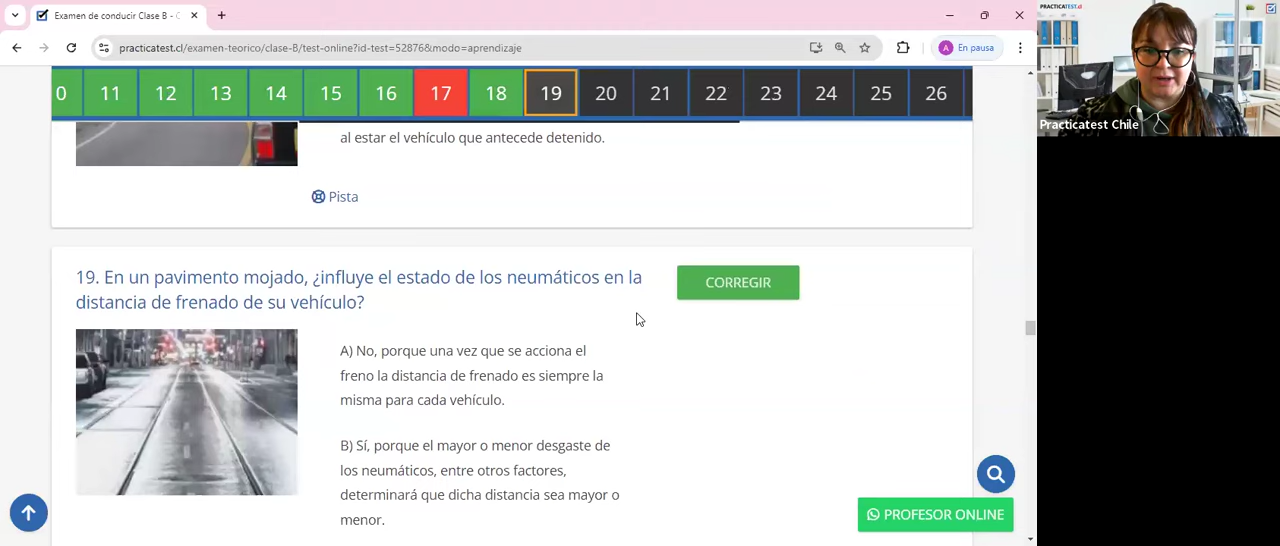 Examen de conducir Clase B - C
practicatest.cl/examen-teorico/clase-B/test-online?id-test=52876&modo=aprendizaje
A
En pausa
PRACTICATEST.cl
Practicatest Chile
0 11 12 13 14 15 16 17 18 19 20 21 22 23 24 25 26
al estar el vehículo que antecede detenido.
Pista
19. En un pavimento mojado, ¿influye el estado de los neumáticos en la
distancia de frenado de su vehículo?
CORREGIR
A) No, porque una vez que se acciona el
freno la distancia de frenado es siempre la
misma para cada vehículo.
B) Sí, porque el mayor o menor desgaste de
los neumáticos, entre otros factores,
determinará que dicha distancia sea mayor o
menor.
PROFESOR ONLINE